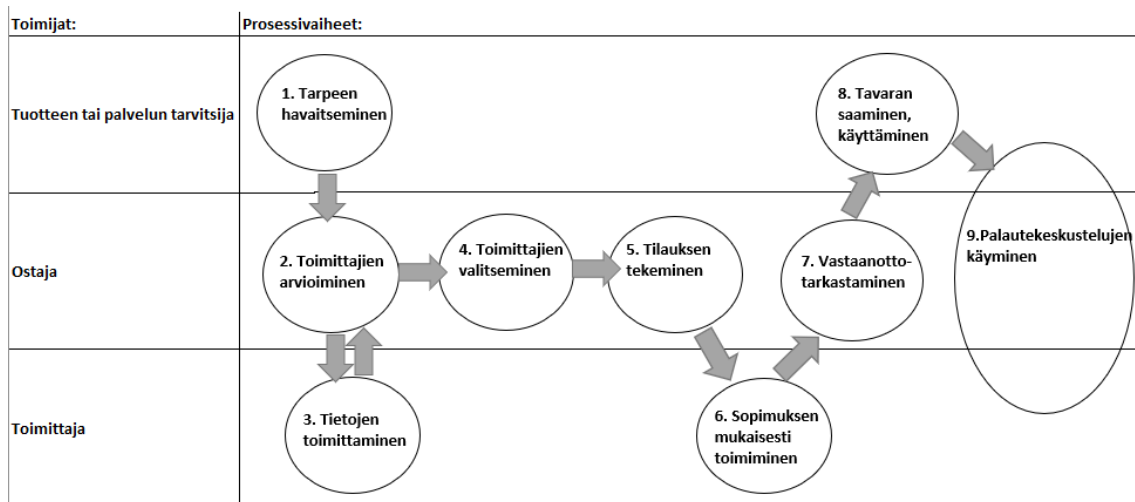 Toimijat:
Prosessivaiheet:
Tuotteen tai palvelun tarvitsija
1. Tarpeen
havaitseminen
8. Tavaran
saaminen,
käyttäminen
Ostaja
2. Toimittajien
arvioiminen
4. Toimittajien
valitseminen
5. Tilauksen
tekeminen
7. Vastaanotto-
tarkastaminen
9.Palautekeskustelujen
käyminen
Toimittaja
3. Tietojen
toimittaminen
6. Sopimuksen
mukaisesti
toimiminen